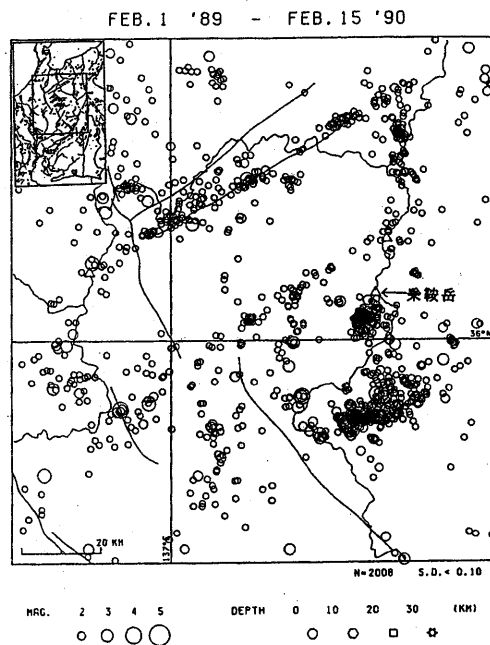 FEB. 1 '89 - FEB. 15 '90
乗鞍岳
36°N
137°E
20 KM
N=2008 S.D.< 0.10
MAG. 2 3 4 5 DEPTH 0 10 20 30 (KM)